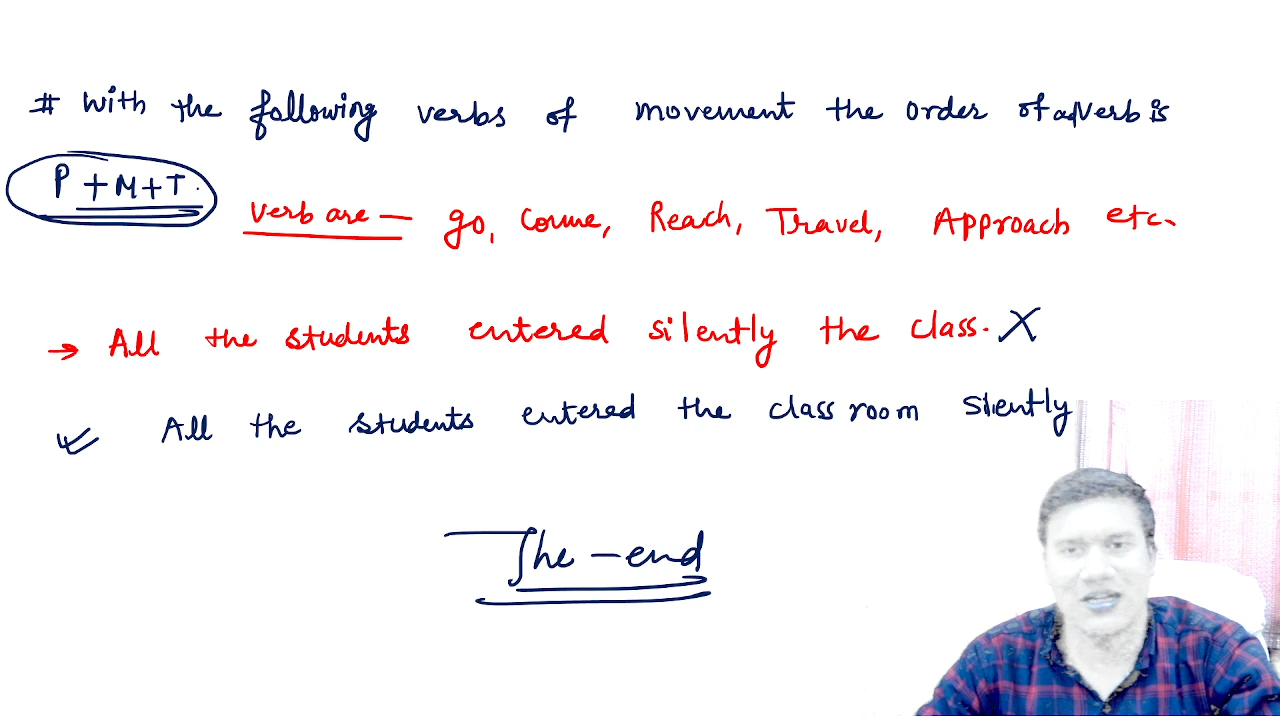 # With the following verbs of movement the order of adverb is
P + M + T.
verb are — go, Come, Reach, Travel, Approach etc.
→ All the students entered silently the class. X
All the students entered the class room silently
The - end